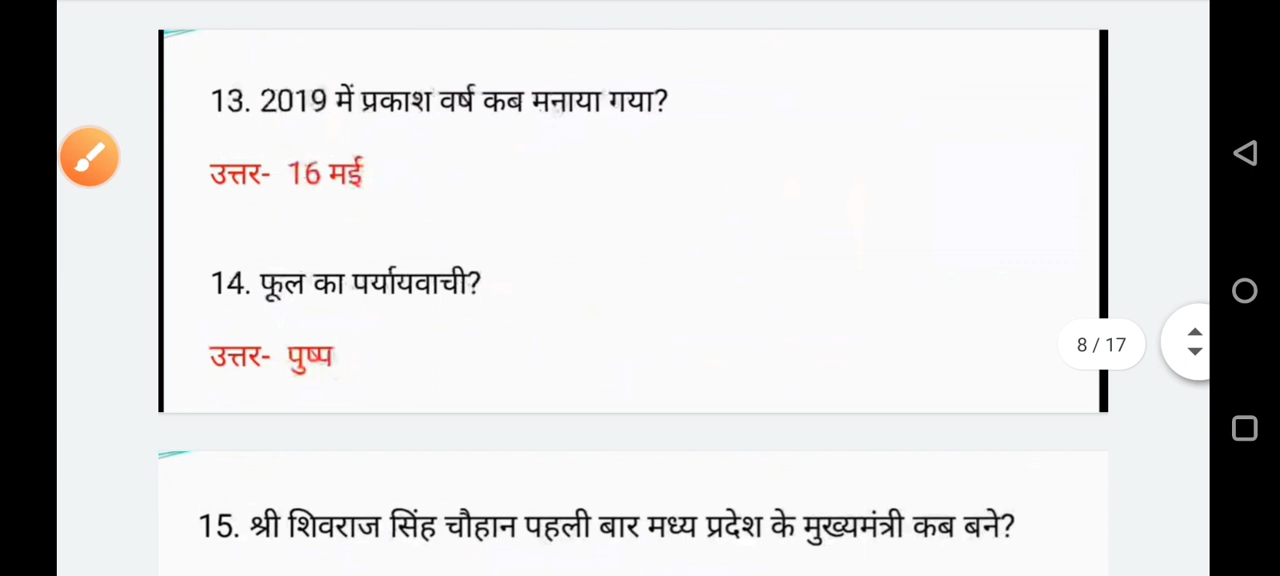 13. 2019 में प्रकाश वर्ष कब मनाया गया?
उत्तर- 16 मई
14. फूल का पर्यायवाची?
उत्तर- पुष्प
8 / 17
15. श्री शिवराज सिंह चौहान पहली बार मध्य प्रदेश के मुख्यमंत्री कब बने?